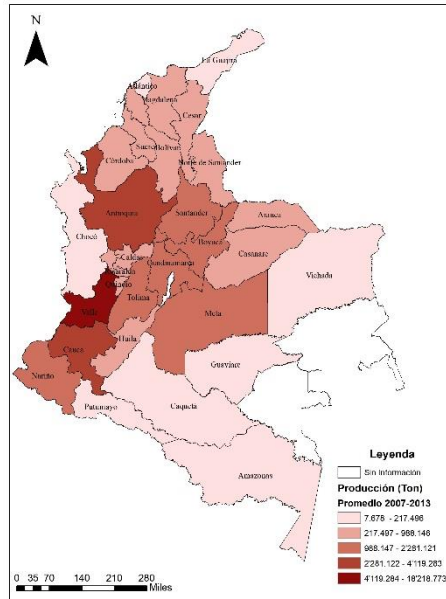 N
La Guajira
Atlántico
Magdalena
Cesar
Sucre
Bolívar
Córdoba
Norte de Santander
Antioquia
Santander
Arauca
Chocó
Boyacá
Caldas
Casanare
Cundinamarca
Risaralda
Quindío
Vichada
Tolima
Valle
Meta
Cauca
Huila
Guaviare
Nariño
Putumayo
Caqueta
Amazonas
Leyenda
Sin Información
Producción (Ton)
Promedio 2007-2013
7.678 - 217.496
217.497 - 988.146
988.147 - 2'281.121
2'281.122 - 4'119.283
4'119.284 - 18'218.773
0 35 70 140 210 280
Miles